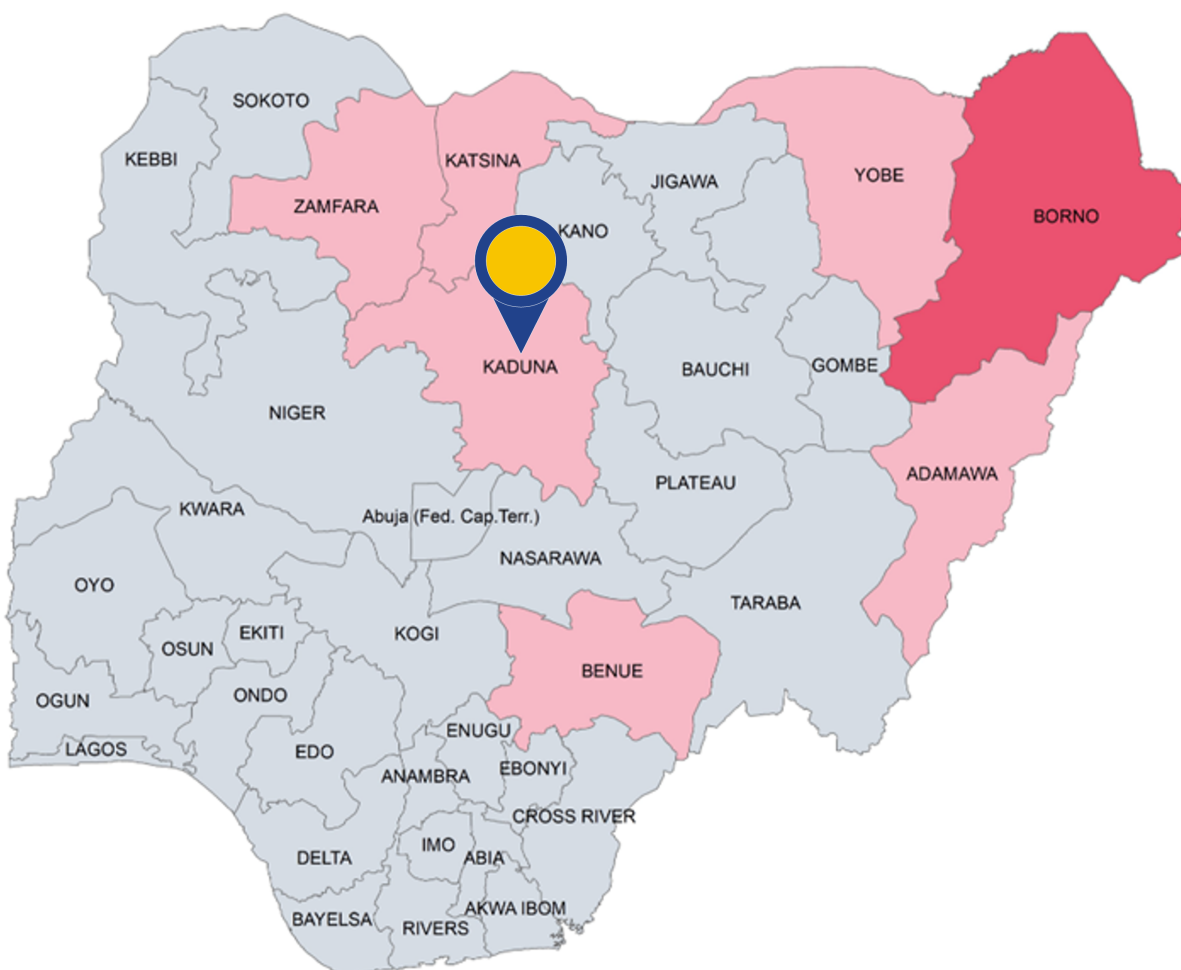 SOKOTO
KEBBI
KATSINA
JIGAWA
YOBE
ZAMFARA
KANO
BORNO
KADUNA
BAUCHI
GOMBE
NIGER
ADAMAWA
PLATEAU
KWARA
Abuja (Fed. Cap.Terr.)
NASARAWA
OYO
TARABA
EKITI
KOGI
OSUN
BENUE
OGUN
ONDO
ENUGU
LAGOS
EDO
EBONYI
ANAMBRA
CROSS RIVER
IMO
DELTA
ABIA
AKWA IBOM
BAYELSA
RIVERS